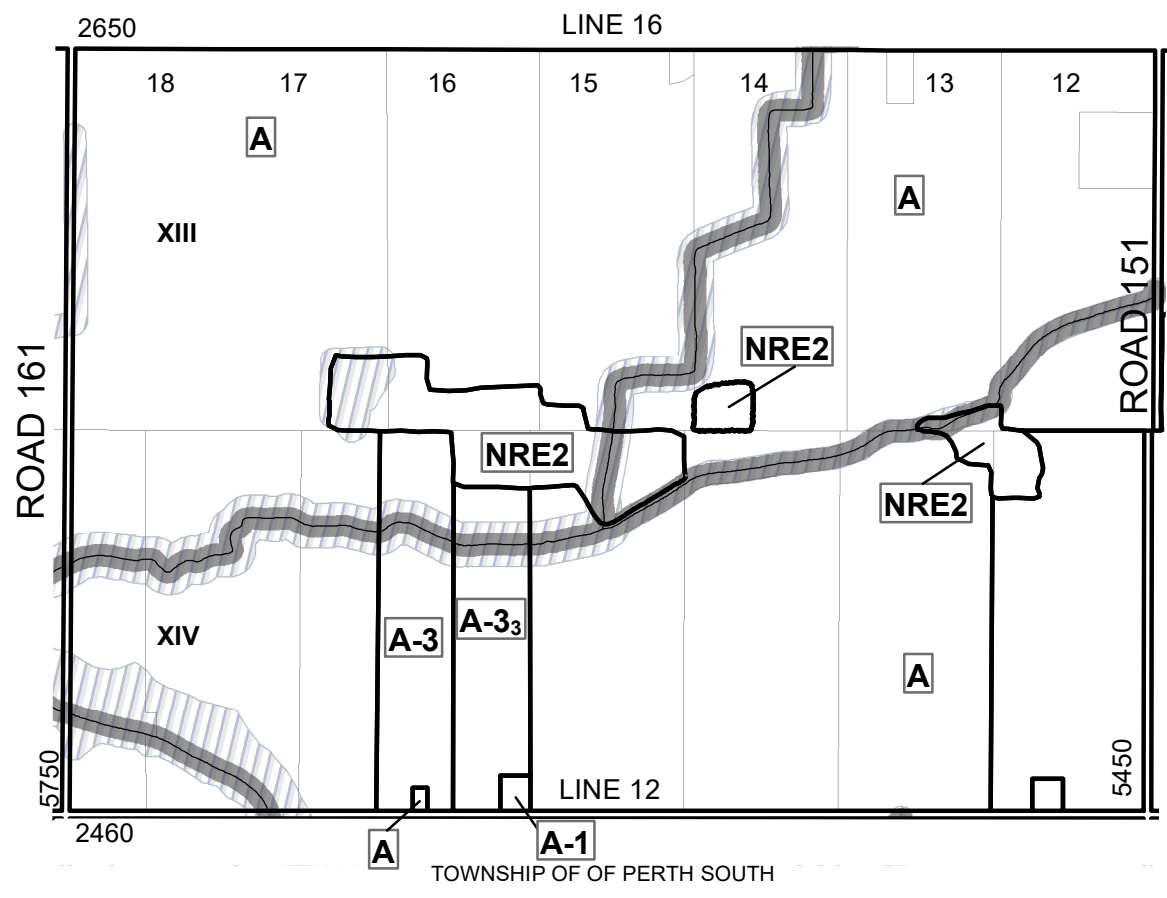 2650
LINE 16
18
17
16
15
14
13
12
A
A
XIII
ROAD 151
ROAD 161
NRE2
NRE2
NRE2
A-3₃
A-3
XIV
A
5750
5450
LINE 12
2460
A
A-1
TOWNSHIP OF OF PERTH SOUTH